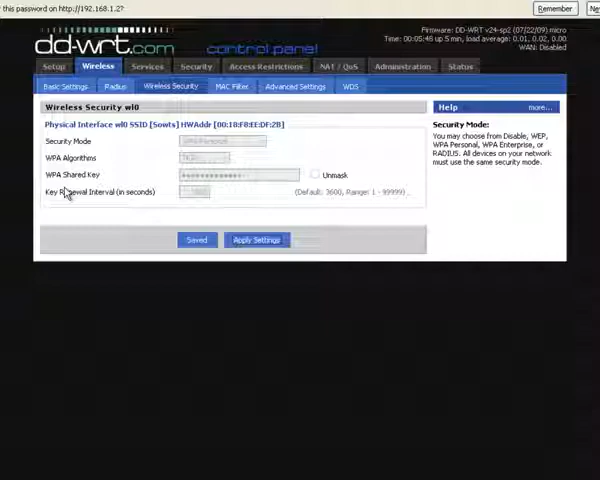 this password on http://192.168.1.2?
Remember
Firmware: DD-WRT v24-sp2 (07/22/09) micro
Time: 00:05:46 up 5 min, load average: 0.01, 0.02, 0.00
WAN: Disabled
dd-wrt.com control panel
Setup Wireless Services Security Access Restrictions NAT / QoS Administration Status
Basic Settings Radius Wireless Security MAC Filter Advanced Settings WDS
Wireless Security wl0
Help more...
Physical Interface wl0 SSID [Sowts] HWAddr [00:18:F8:EE:DF:2B]
Security Mode WPA Personal
WPA Algorithms
WPA Shared Key Unmask
Key Renewal Interval (in seconds) (Default: 3600, Range: 1 - 99999)
Saved Apply Settings
Security Mode:
You may choose from Disable, WEP,
WPA Personal, WPA Enterprise, or
RADIUS. All devices on your network
must use the same security mode.